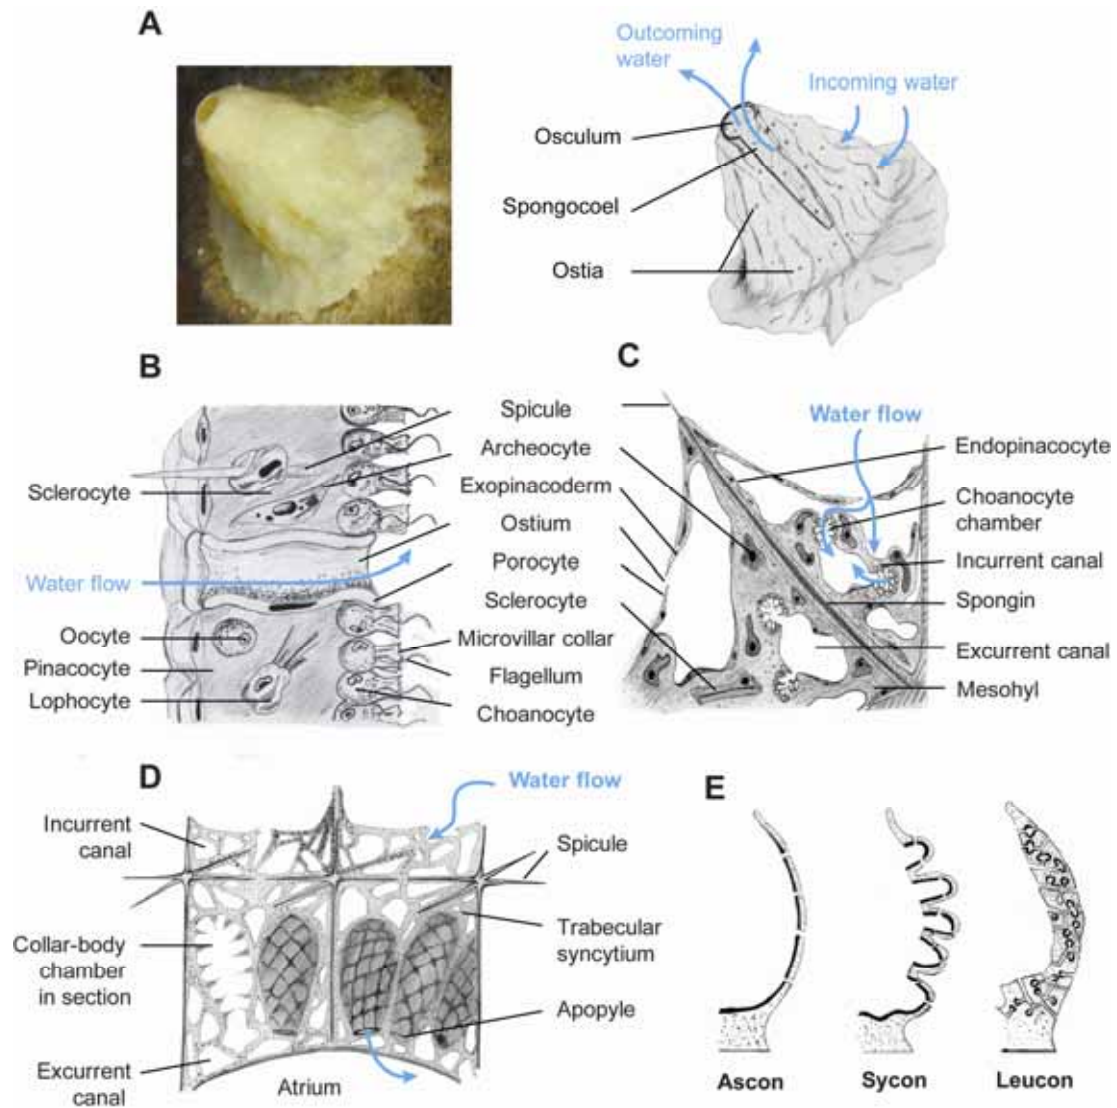 A
Outcoming
water
Incoming water
Osculum
Spongocoel
Ostia
B
C
Spicule
Archeocyte
Exopinacoderm
Ostium
Porocyte
Sclerocyte
Microvillar collar
Flagellum
Choanocyte
Sclerocyte
Water flow
Oocyte
Pinacocyte
Lophocyte
Water flow
Endopinacocyte
Choanocyte
chamber
Incurrent canal
Spongin
Excurrent canal
Mesohyl
D
Water flow
Incurrent
canal
Collar-body
chamber
in section
Excurrent
canal
Atrium
Spicule
Trabecular
syncytium
Apopyle
E
Ascon
Sycon
Leucon